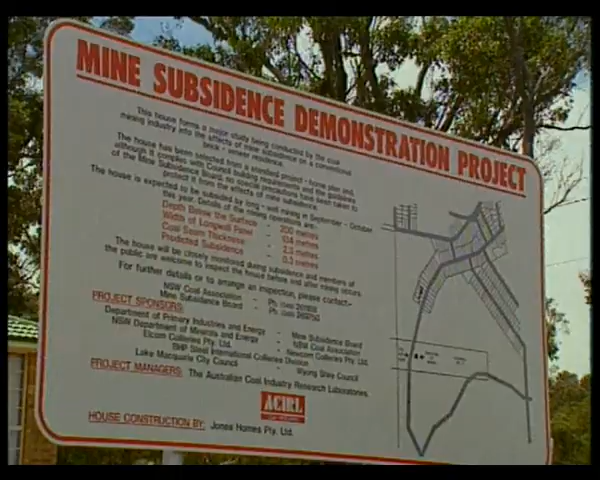 MINE SUBSIDENCE DEMONSTRATION PROJECT
This house forms a major study being conducted by the coal
mining industry into the effects of mine subsidence on a conventional
brick - veneer residence.
The house has been selected from a standard project - home plan and,
although it complies with Council building requirements and the guidelines
of the Mine Subsidence Board, no special precautions have been taken to
protect it from the effects of mine subsidence.
The house is expected to be subsided by long - wall mining in September - October
this year. Details of the mining operations are:
Depth Below the Surface - 200 metres
Width of Longwall Panel - metres
Coal Seam Thickness - metres
Predicted Subsidence - metres
The house will be closely monitored during subsidence and members of
the public are welcome to inspect the house before and after mining occurs.
For further details or to arrange an inspection, please contact:-
NSW Coal Association - Ph
Mine Subsidence Board - Ph
PROJECT SPONSORS:
Department of Primary Industries and Energy - Mine Subsidence Board
NSW Department of Minerals and Energy - NSW Coal Association
Elcom Collieries Pty. Ltd. - Newcom Collieries Pty. Ltd.
BHP Steel International Collieries Division
Lake Macquarie City Council - Wyong Shire Council
PROJECT MANAGERS: The Australian Coal Industry Research Laboratories
ACIRL
HOUSE CONSTRUCTION BY: Jones Homes Pty. Ltd.